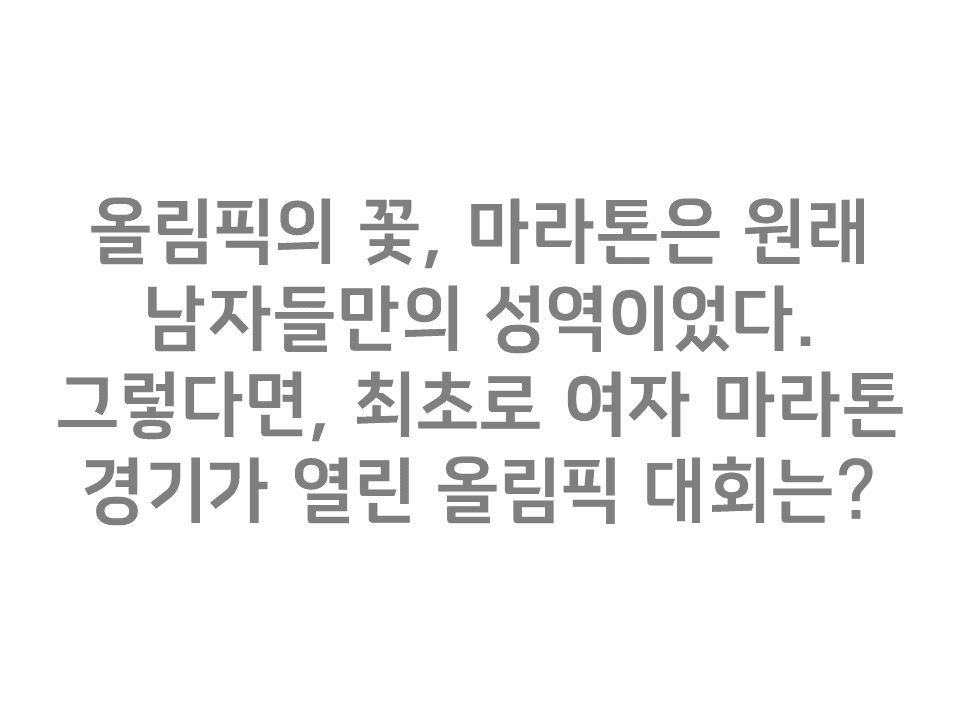 올림픽의 꽃, 마라톤은 원래
남자들만의 성역이었다.
그렇다면, 최초로 여자 마라톤
경기가 열린 올림픽 대회는?